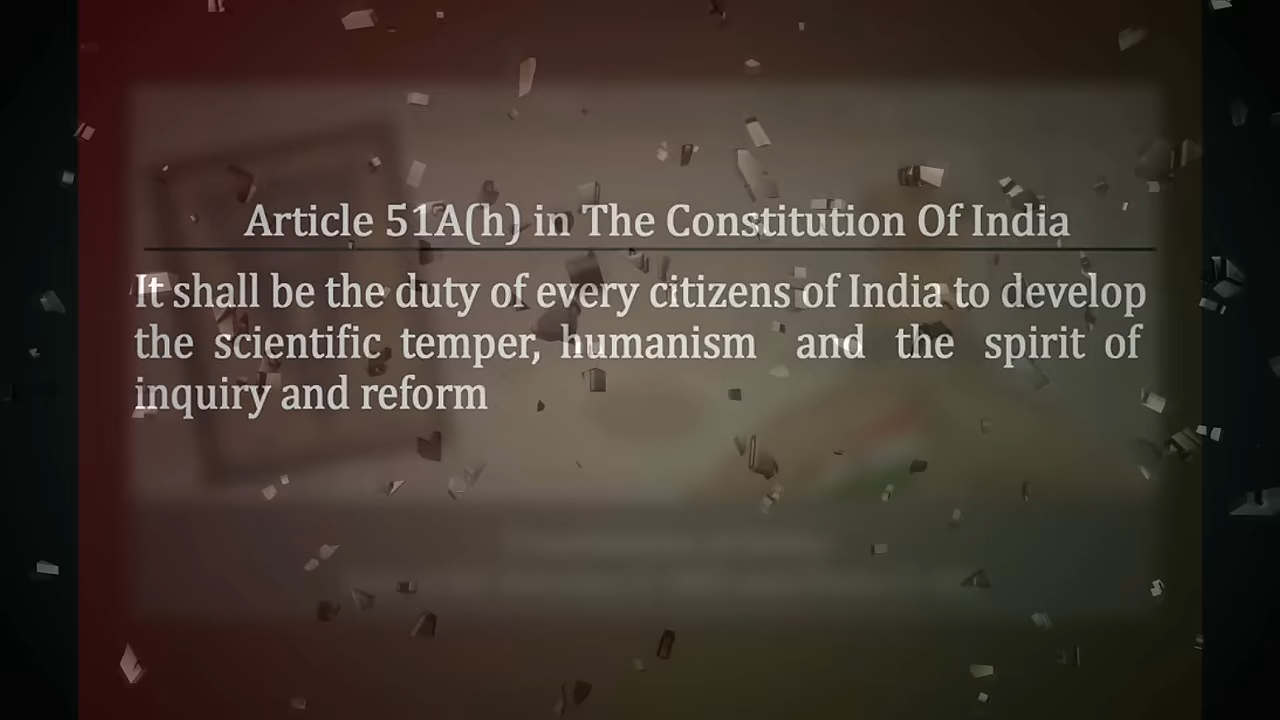 Article 51A(h) in The Constitution Of India
It shall be the duty of every citizens of India to develop
the scientific temper, humanism and the spirit of
inquiry and reform